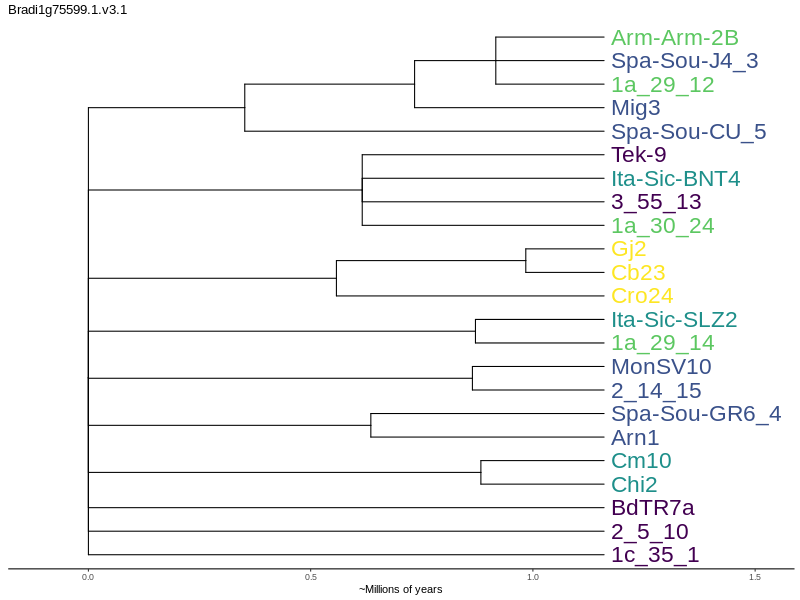 Bradi1g75599.1.v3.1
Arm-Arm-2B
Spa-Sou-J4_3
1a_29_12
Mig3
Spa-Sou-CU_5
Tek-9
Ita-Sic-BNT4
3_55_13
1a_30_24
Gj2
Cb23
Cro24
Ita-Sic-SLZ2
1a_29_14
MonSV10
2_14_15
Spa-Sou-GR6_4
Arn1
Cm10
Chi2
BdTR7a
2_5_10
1c_35_1
0.0 0.5 1.0 1.5
~Millions of years